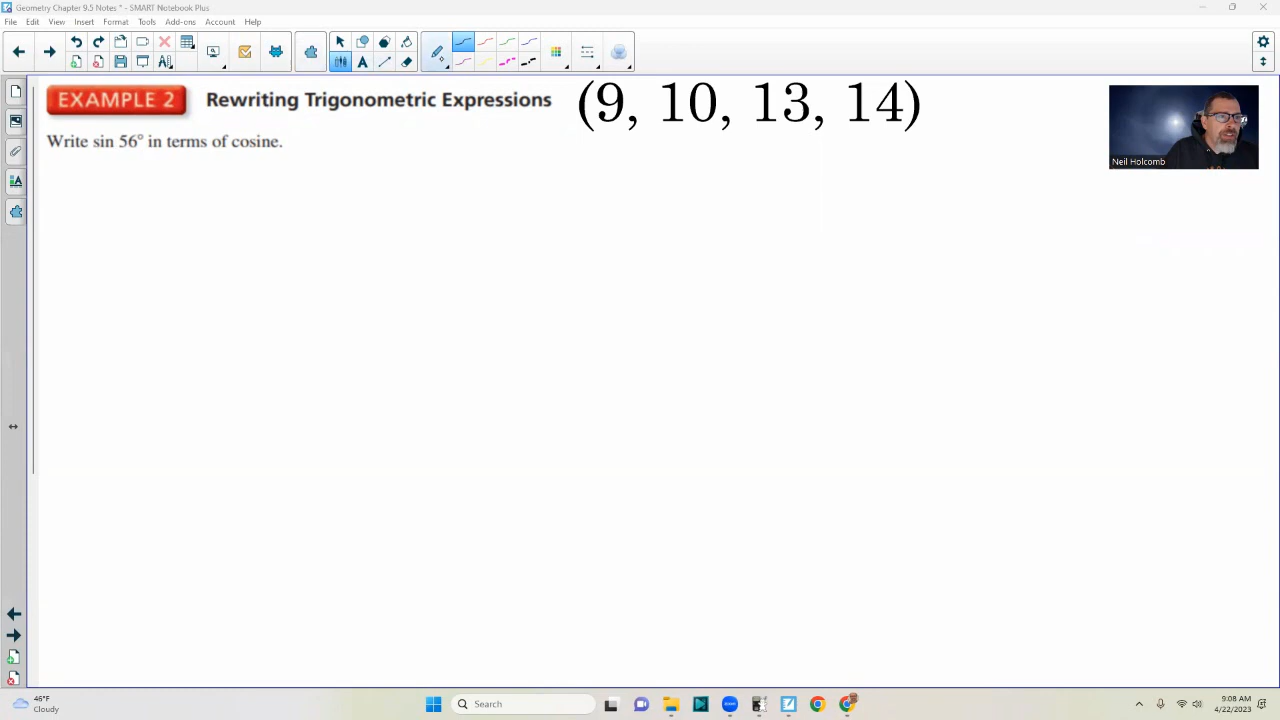 Geometry Chapter 9.5 Notes * - SMART Notebook Plus
File Edit View Insert Format Tools Add-ons Account Help
EXAMPLE 2 Rewriting Trigonometric Expressions (9, 10, 13, 14)
Write sin 56° in terms of cosine.
Neil Holcomb
46°F
Cloudy
Search
9:08 AM
4/22/2023